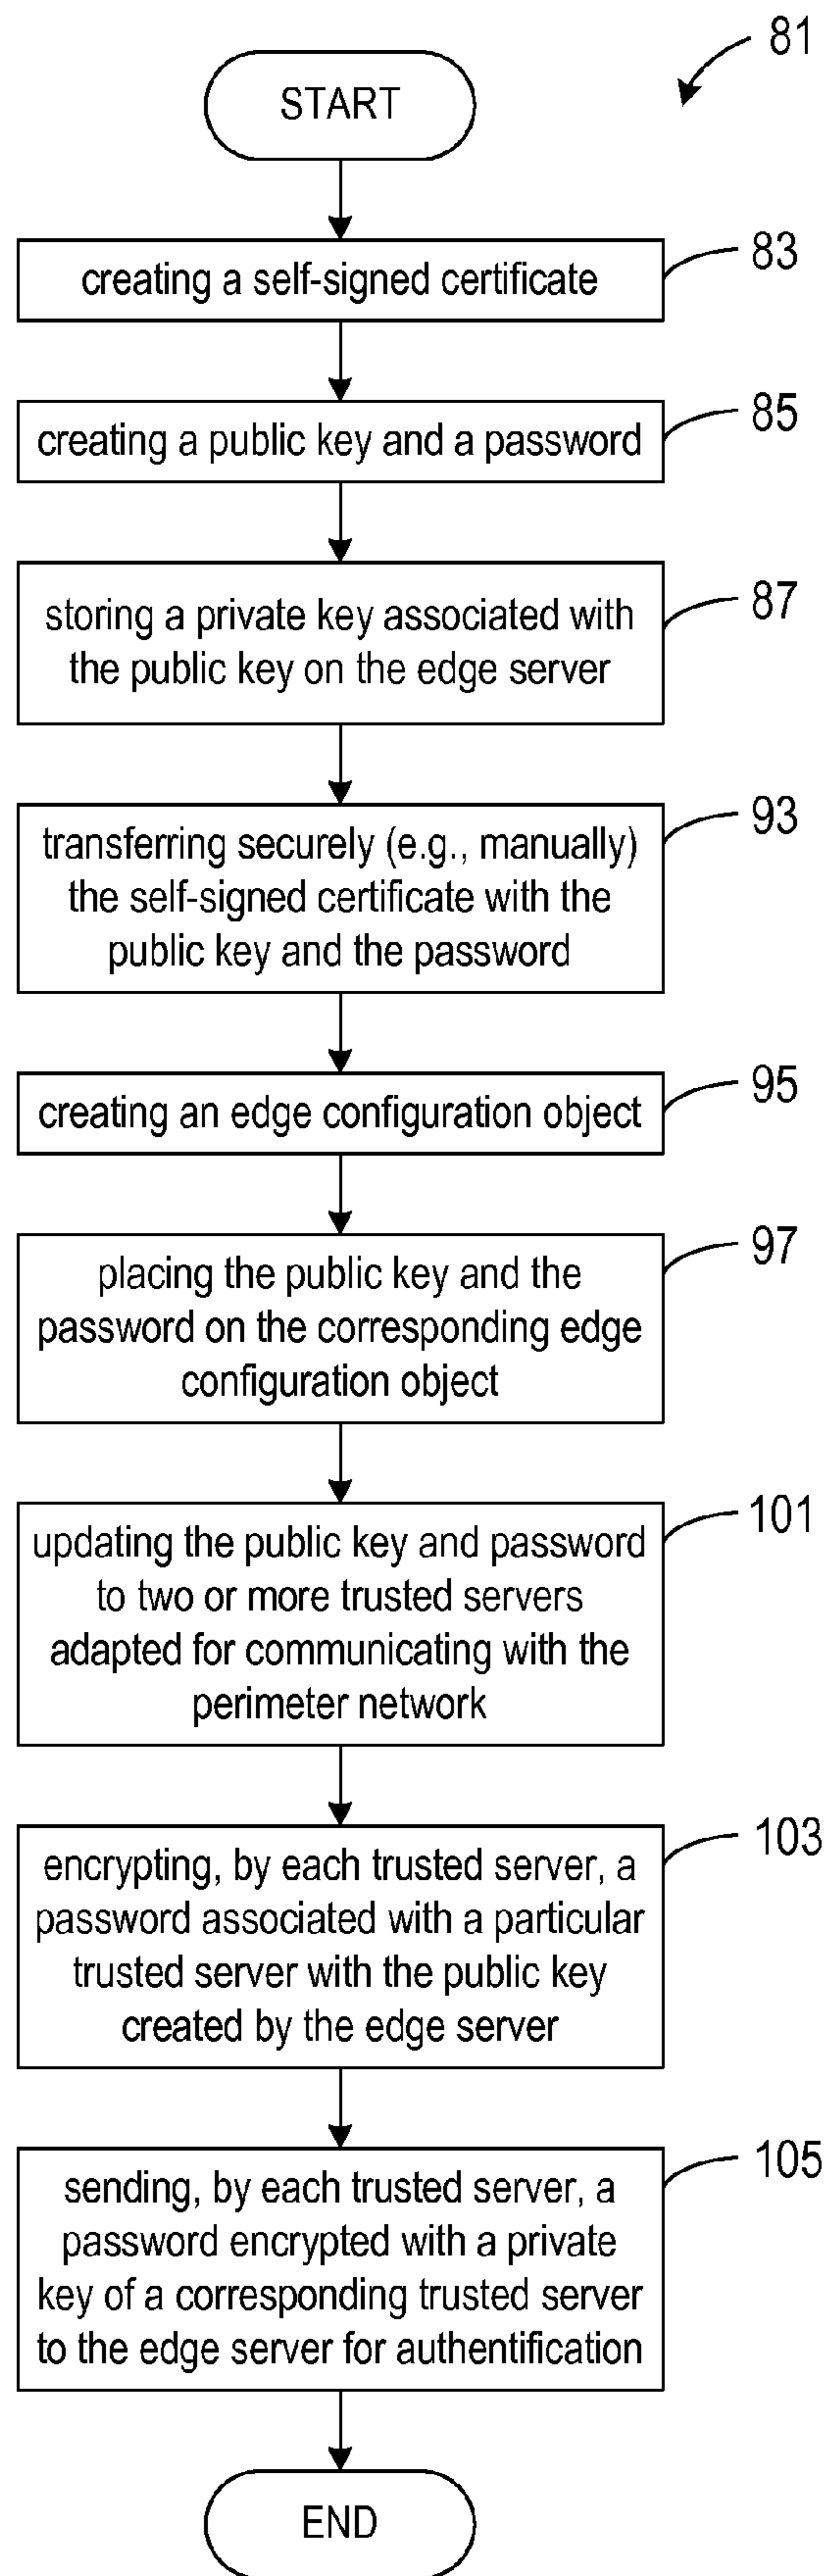 81
START
creating a self-signed certificate
83
creating a public key and a password
85
storing a private key associated with
the public key on the edge server
87
transferring securely (e.g., manually)
the self-signed certificate with the
public key and the password
93
creating an edge configuration object
95
placing the public key and the
password on the corresponding edge
configuration object
97
updating the public key and password
to two or more trusted servers
adapted for communicating with the
perimeter network
101
encrypting, by each trusted server, a
password associated with a particular
trusted server with the public key
created by the edge server
103
sending, by each trusted server, a
password encrypted with a private
key of a corresponding trusted server
to the edge server for authentification
105
END